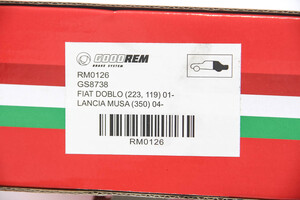 GOODREM
BRAKE SYSTEM
RM0126
GS8738
FIAT DOBLO (223, 119) 01-
LANCIA MUSA (350) 04-
RM0126